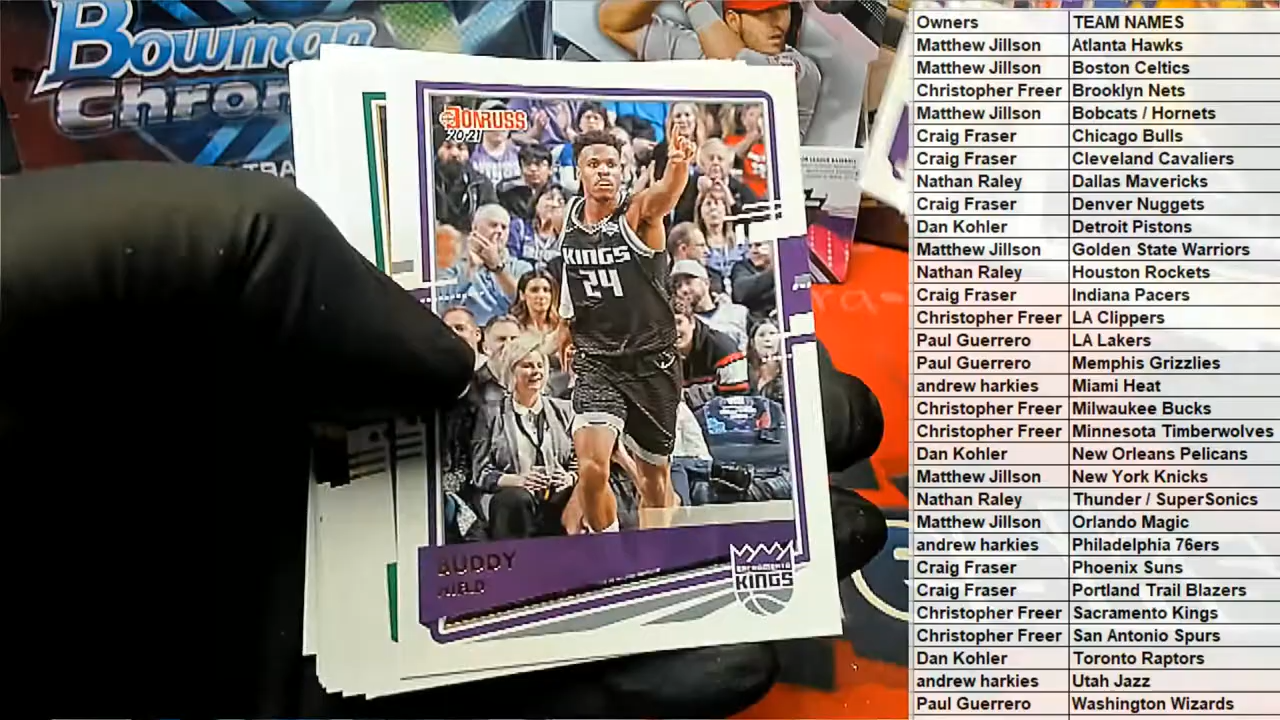 Bowman
Chro
TRA
DONRUSS
20-21
KINGS
24
BUDDY
HIELD
SACRAMENTO
KINGS
Owners TEAM NAMES
Matthew Jillson Atlanta Hawks
Matthew Jillson Boston Celtics
Christopher Freer Brooklyn Nets
Matthew Jillson Bobcats / Hornets
Craig Fraser Chicago Bulls
Craig Fraser Cleveland Cavaliers
Nathan Raley Dallas Mavericks
Craig Fraser Denver Nuggets
Dan Kohler Detroit Pistons
Matthew Jillson Golden State Warriors
Nathan Raley Houston Rockets
Craig Fraser Indiana Pacers
Christopher Freer LA Clippers
Paul Guerrero LA Lakers
Paul Guerrero Memphis Grizzlies
andrew harkies Miami Heat
Christopher Freer Milwaukee Bucks
Christopher Freer Minnesota Timberwolves
Dan Kohler New Orleans Pelicans
Matthew Jillson New York Knicks
Nathan Raley Thunder / SuperSonics
Matthew Jillson Orlando Magic
andrew harkies Philadelphia 76ers
Craig Fraser Phoenix Suns
Craig Fraser Portland Trail Blazers
Christopher Freer Sacramento Kings
Christopher Freer San Antonio Spurs
Dan Kohler Toronto Raptors
andrew harkies Utah Jazz
Paul Guerrero Washington Wizards